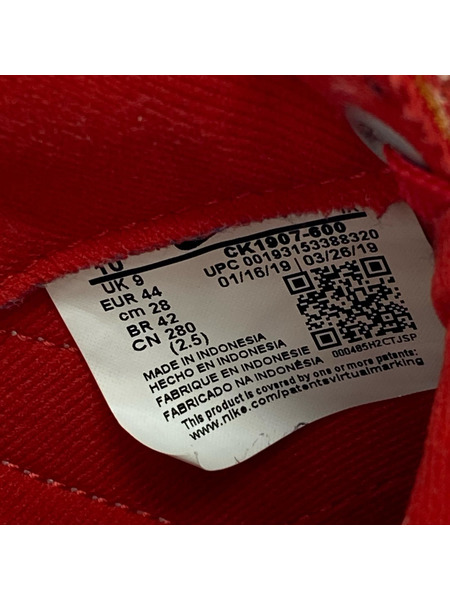 10
UK 9
EUR 44
cm 28
BR 42
CN 280
(2.5)
CK1907-600
UPC 00193153388320
01/16/19 | 03/26/19
000485H2CTJSP
MADE IN INDONESIA
HECHO EN INDONESIA
FABRIQUE EN INDONESIE
FABRICADO NA INDONESIA
This product is covered by one or more patents:
www.nike.com/patentsvirtualmarking